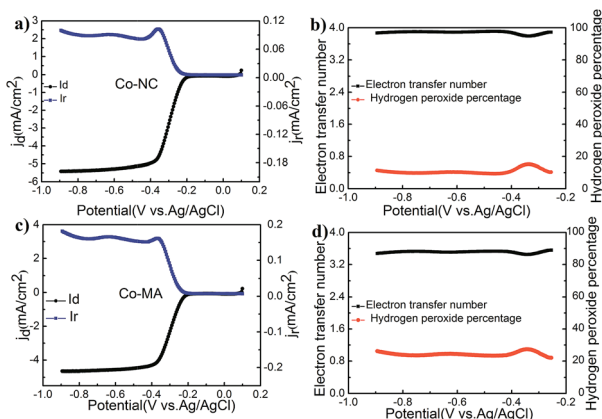 a)
3
2
1
0
-1
-2
-3
-4
-5
-6
0.12
0.06
0.00
-0.06
-0.12
-0.18
Id
Ir
Co-NC
jd(mA/cm²)
jr(mA/cm²)
-1.0 -0.8 -0.6 -0.4 -0.2 0.0 0.2
Potential(V vs.Ag/AgCl)
b)
4.0
3.2
2.4
1.6
0.8
0.0
100
80
60
40
20
0
Electron transfer number
Hydrogen peroxide percentage
Electron transfer number
Hydrogen peroxide percentage
-1.0 -0.8 -0.6 -0.4 -0.2
Potential(V vs.Ag/AgCl)
c)
4
2
0
-2
-4
0.2
0.1
0.0
-0.1
-0.2
Id
Ir
Co-MA
jd(mA/cm²)
jr(mA/cm²)
-1.0 -0.8 -0.6 -0.4 -0.2 0.0 0.2
Potential(V vs.Ag/AgCl)
d)
4.0
3.2
2.4
1.6
0.8
0.0
100
80
60
40
20
0
Electron transfer number
Hydrogen peroxide percentage
Electron transfer number
Hydrogen peroxide percentage
-1.0 -0.8 -0.6 -0.4 -0.2
Potential(V vs.Ag/AgCl)